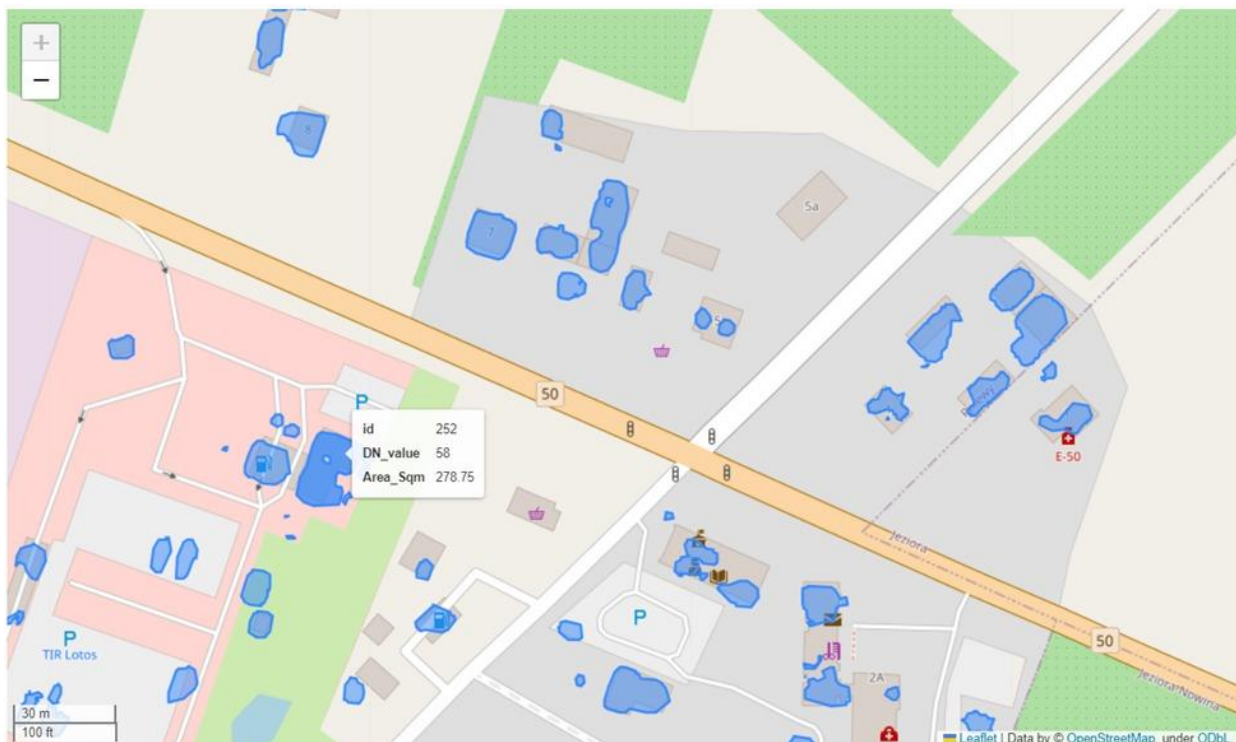 +
−
8
7
5a
50
P
id 252
DN_value 58
Area_Sqm 278.75
E-50
Jeziora
P
P
TIR Lotos
50
2A
Jeziora Nowina
30 m
100 ft
Leaflet | Data by © OpenStreetMap, under ODbL.